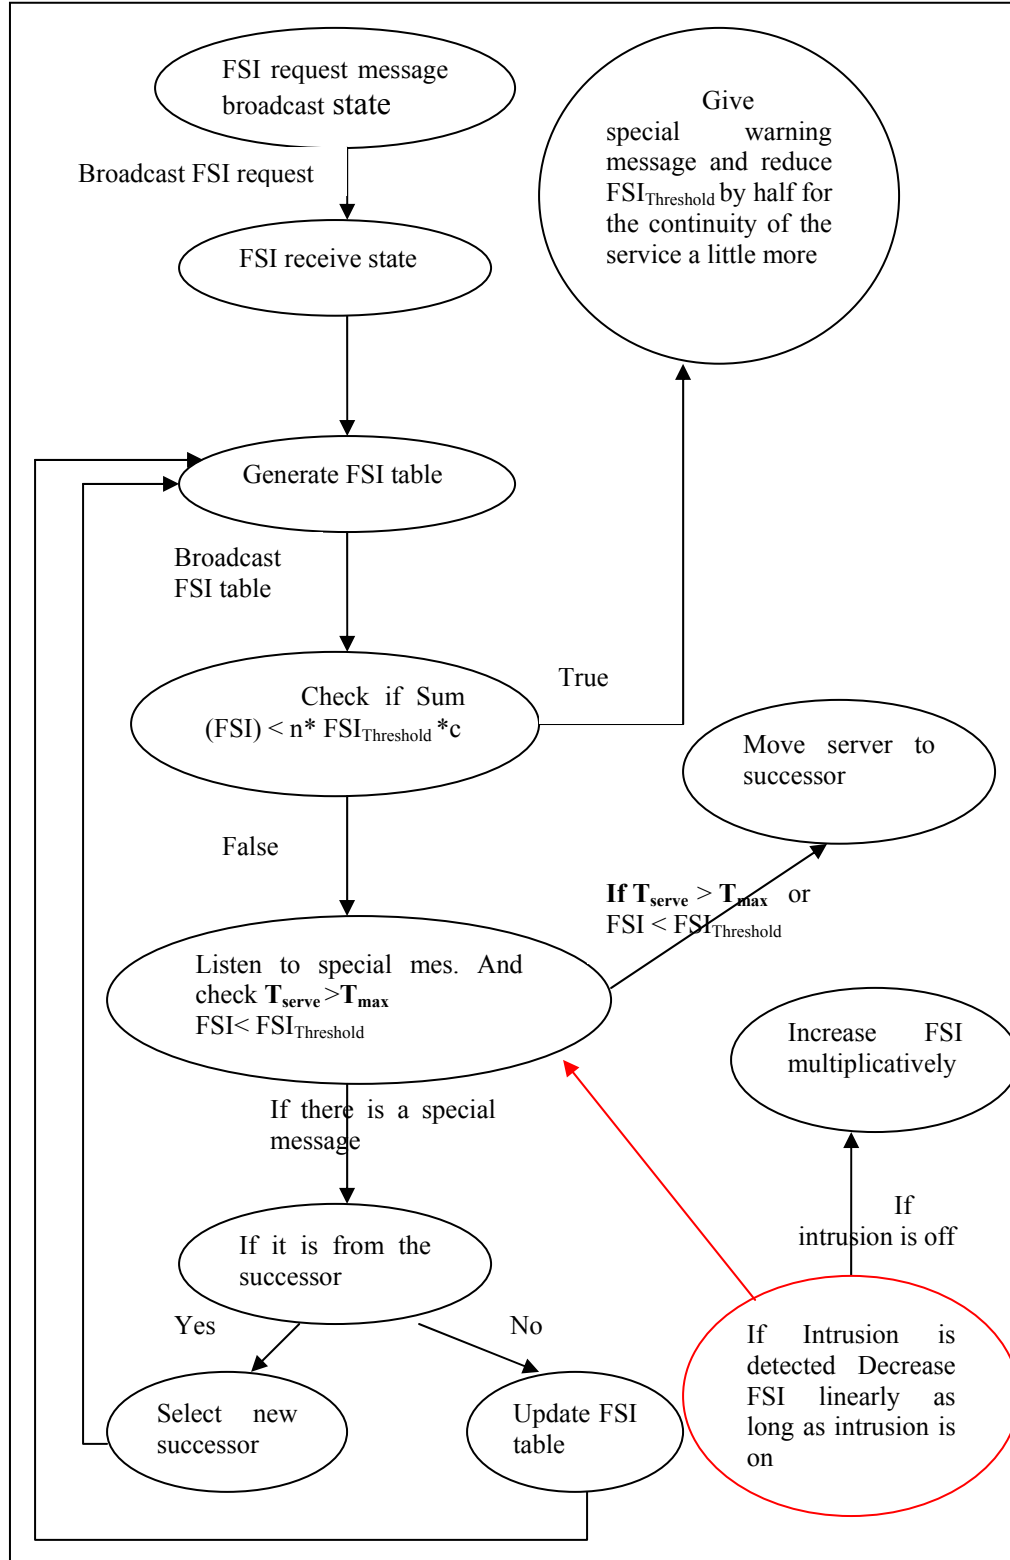 FSI request message
broadcast state
Broadcast FSI request
FSI receive state
Give
special warning
message and reduce
FSIThreshold by half for
the continuity of the
service a little more
Generate FSI table
Broadcast
FSI table
True
Check if Sum
(FSI) < n* FSIThreshold *c
Move server to
successor
False
If Tserve > Tmax or
FSI < FSIThreshold
Listen to special mes. And
check Tserve >Tmax
FSI< FSIThreshold
Increase FSI
multiplicatively
If there is a special
message
If
intrusion is off
If it is from the
successor
Yes
No
If Intrusion is
detected Decrease
FSI linearly as
long as intrusion is
on
Select new
successor
Update FSI
table